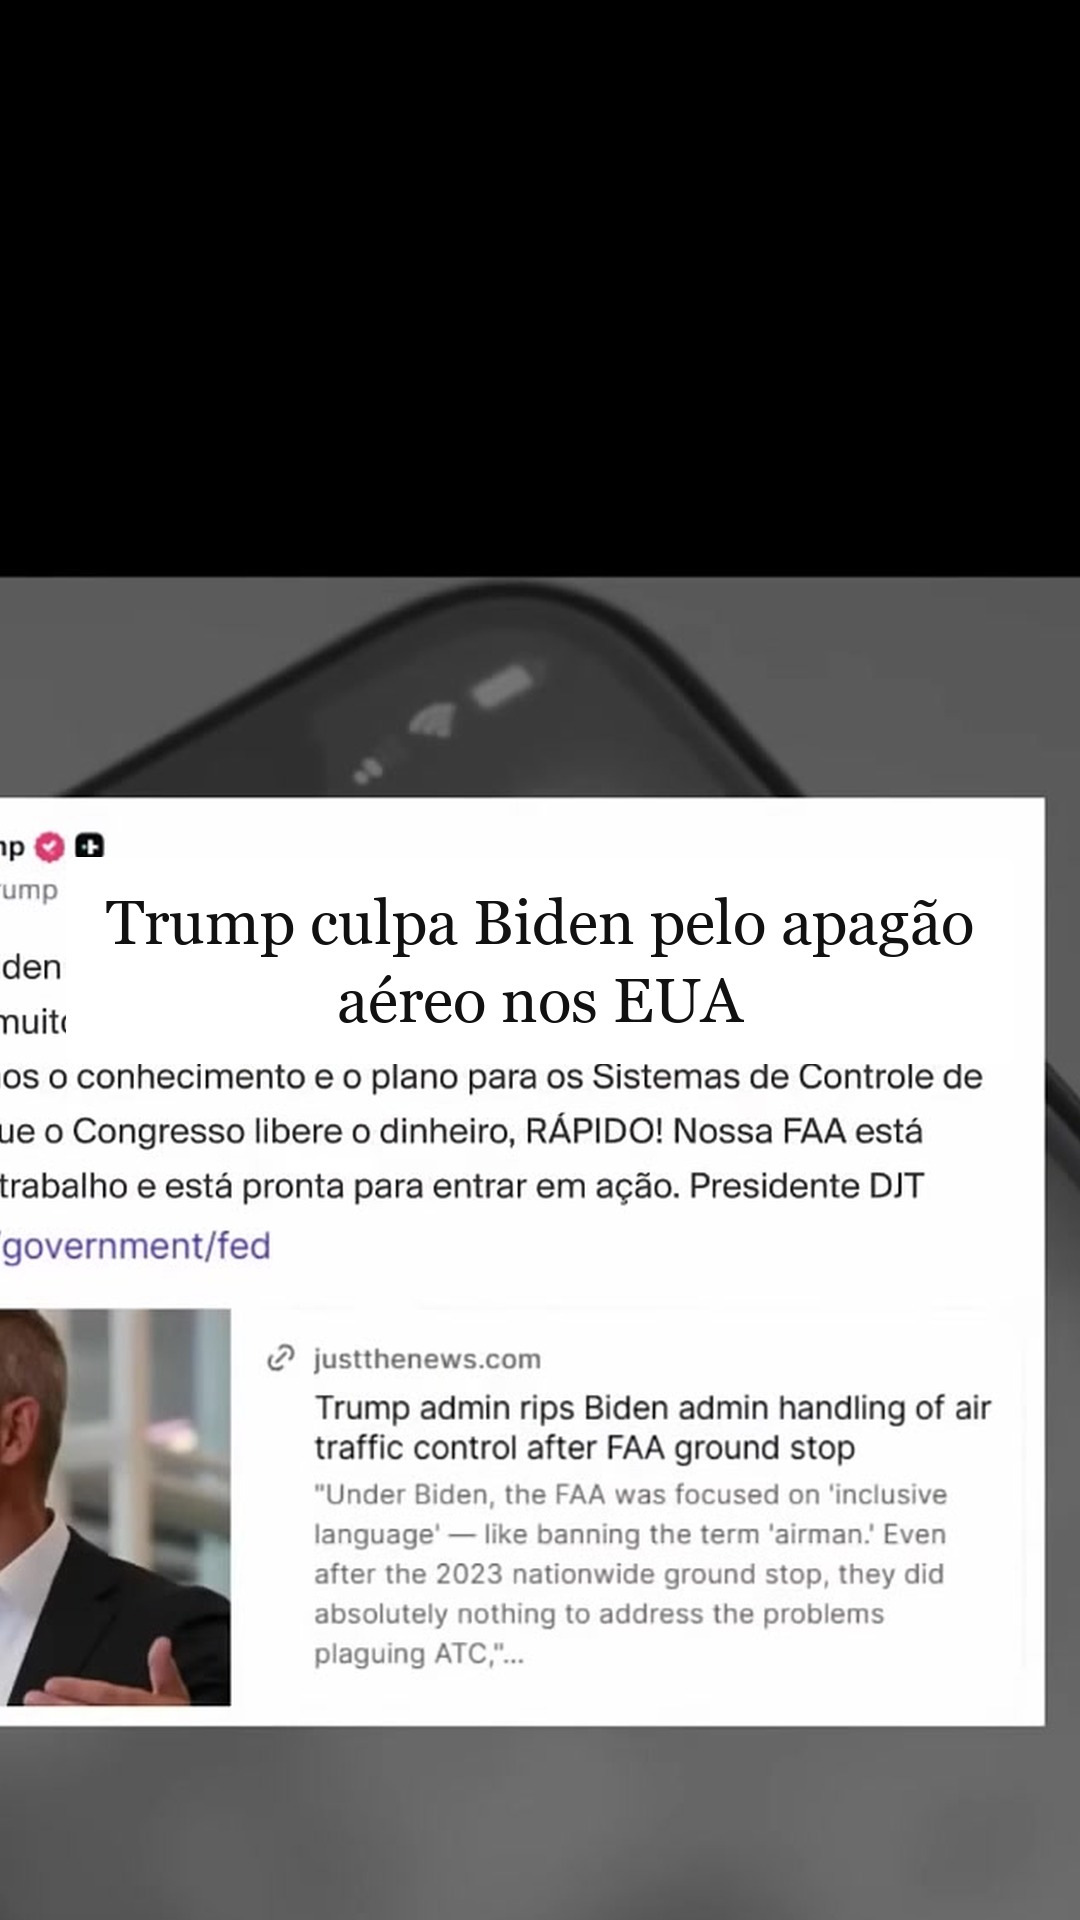 Trump culpa Biden pelo apagão
aéreo nos EUA
o conhecimento e o plano para os Sistemas de Controle de
o Congresso libere o dinheiro, RÁPIDO! Nossa FAA está
trabalho e está pronta para entrar em ação. Presidente DJT
/government/fed
justthenews.com
Trump admin rips Biden admin handling of air
traffic control after FAA ground stop
"Under Biden, the FAA was focused on 'inclusive
language' — like banning the term 'airman.' Even
after the 2023 nationwide ground stop, they did
absolutely nothing to address the problems
plaguing ATC,"...